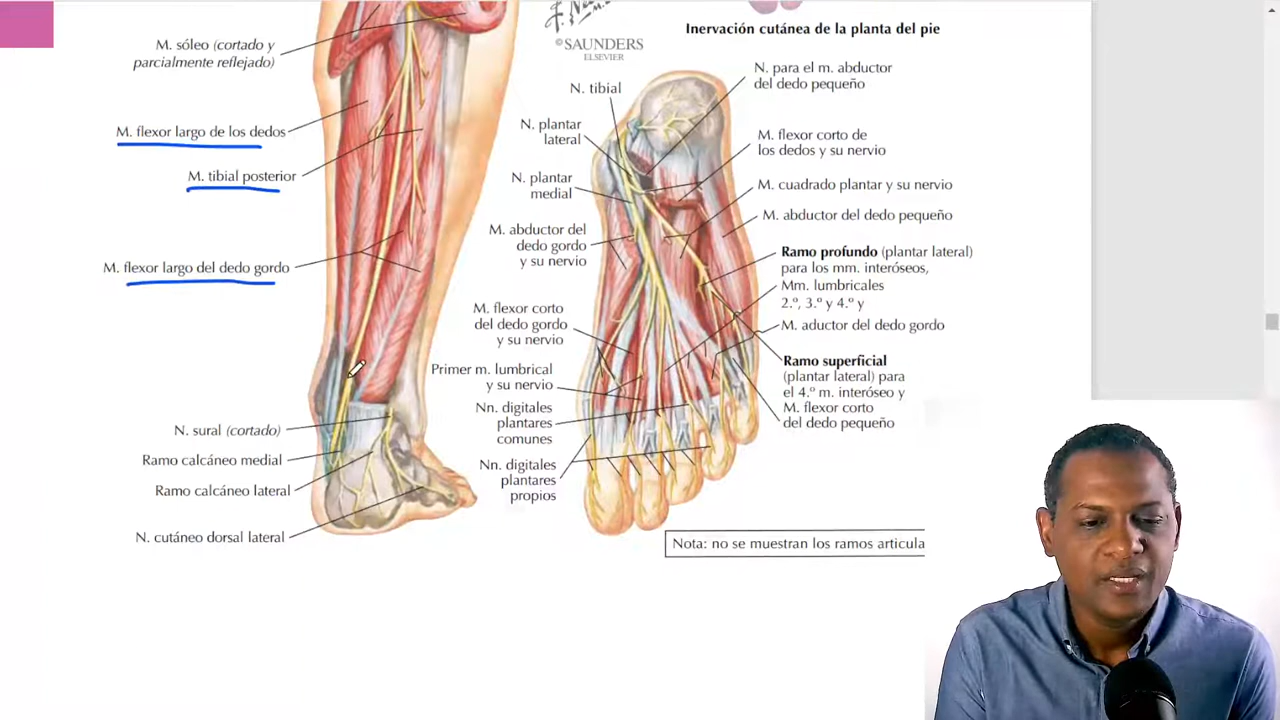 M. sóleo (cortado y
parcialmente reflejado)
M. flexor largo de los dedos
M. tibial posterior
M. flexor largo del dedo gordo
N. sural (cortado)
Ramo calcáneo medial
Ramo calcáneo lateral
N. cutáneo dorsal lateral
©SAUNDERS
ELSEVIER
Inervación cutánea de la planta del pie
N. tibial
N. plantar
lateral
N. plantar
medial
M. abductor del
dedo gordo
y su nervio
M. flexor corto
del dedo gordo
y su nervio
Primer m. lumbrical
y su nervio
Nn. digitales
plantares
comunes
Nn. digitales
plantares
propios
N. para el m. abductor
del dedo pequeño
M. flexor corto de
los dedos y su nervio
M. cuadrado plantar y su nervio
M. abductor del dedo pequeño
Ramo profundo (plantar lateral)
para los mm. interóseos,
Mm. lumbricales
2.º, 3.º y 4.º y
M. aductor del dedo gordo
Ramo superficial
(plantar lateral) para
el 4.º m. interóseo y
M. flexor corto
del dedo pequeño
Nota: no se muestran los ramos articula